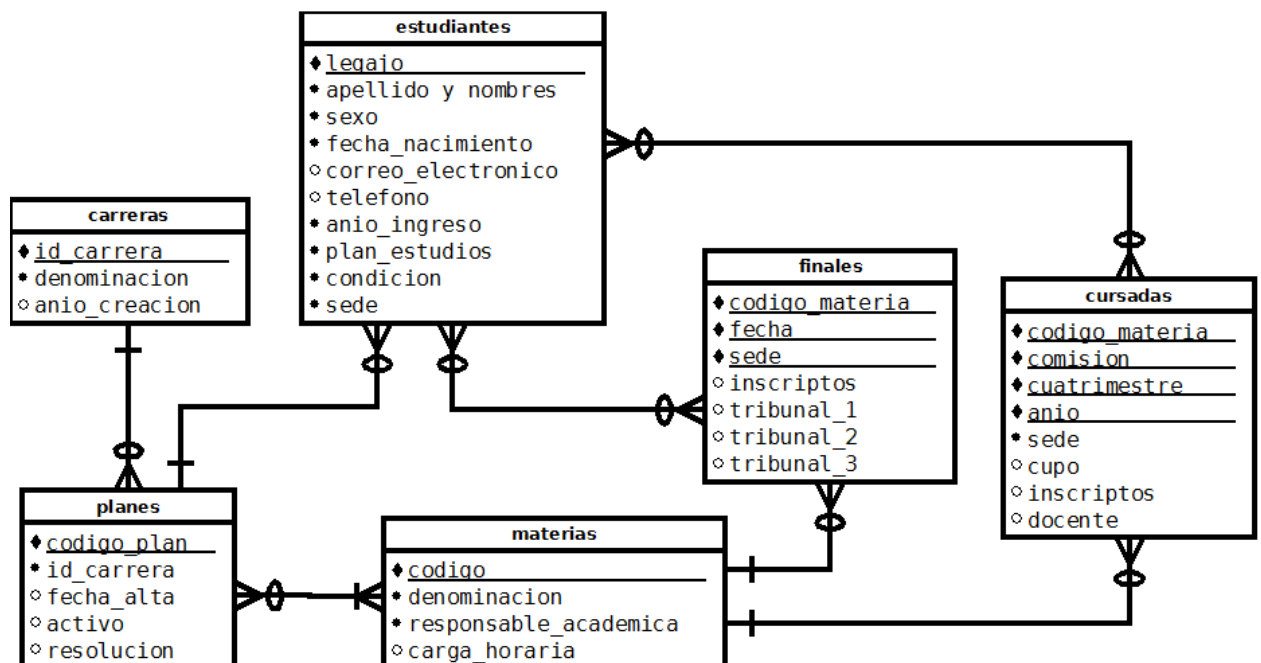 estudiantes
legajo
apellido y nombres
sexo
fecha_nacimiento
correo_electronico
telefono
anio_ingreso
plan_estudios
condicion
sede
carreras
id_carrera
denominacion
anio_creacion
finales
codigo_materia
fecha
sede
inscriptos
tribunal_1
tribunal_2
tribunal_3
cursadas
codigo_materia
comision
cuatrimestre
anio
sede
cupo
inscriptos
docente
planes
codigo_plan
id_carrera
fecha_alta
activo
resolucion
materias
codigo
denominacion
responsable_academica
carga_horaria